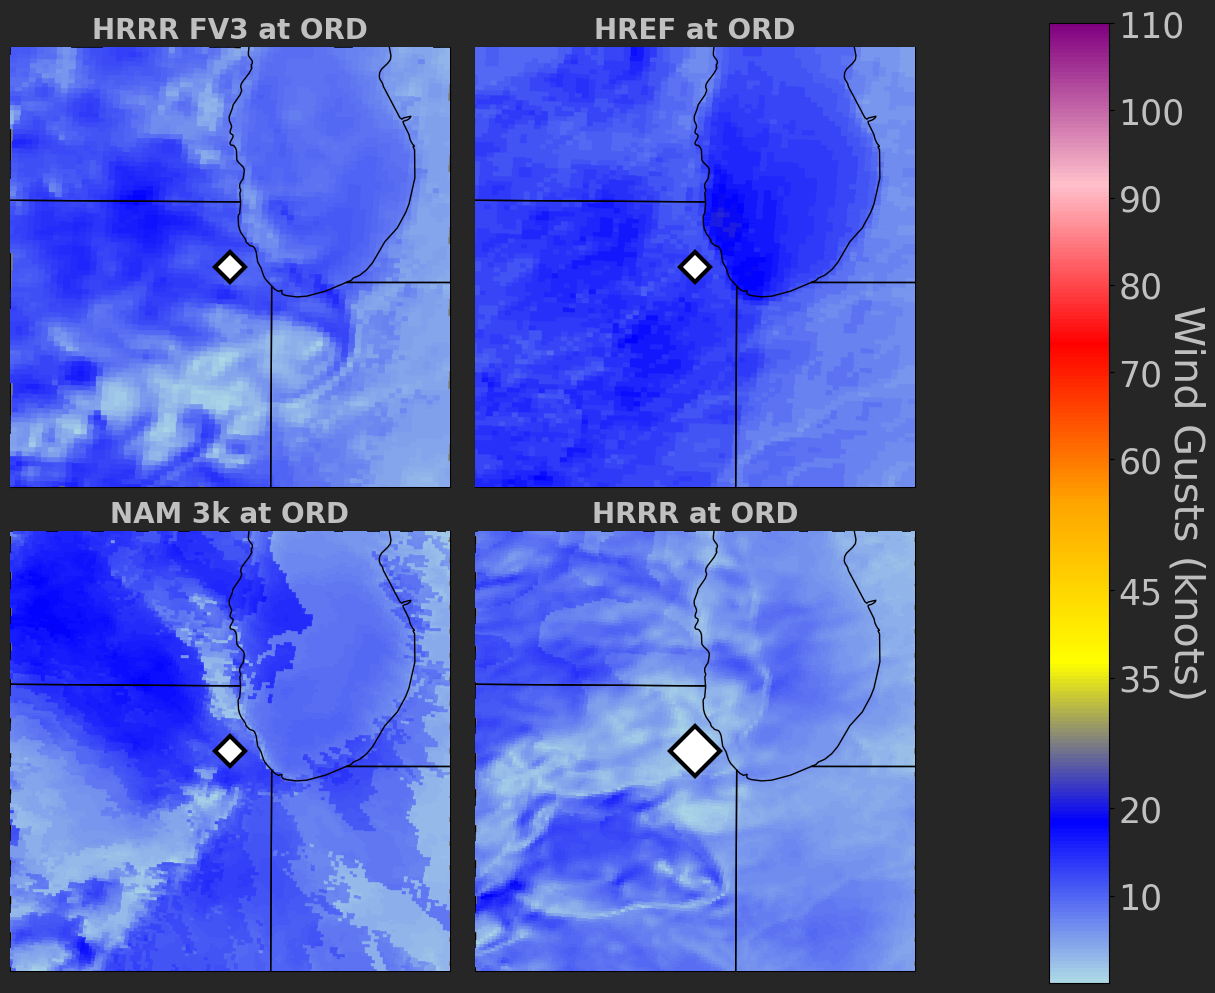 HRRR FV3 at ORD
HREF at ORD
NAM 3k at ORD
HRRR at ORD
110
100
90
80
70
60
45
35
20
10
Wind Gusts (knots)